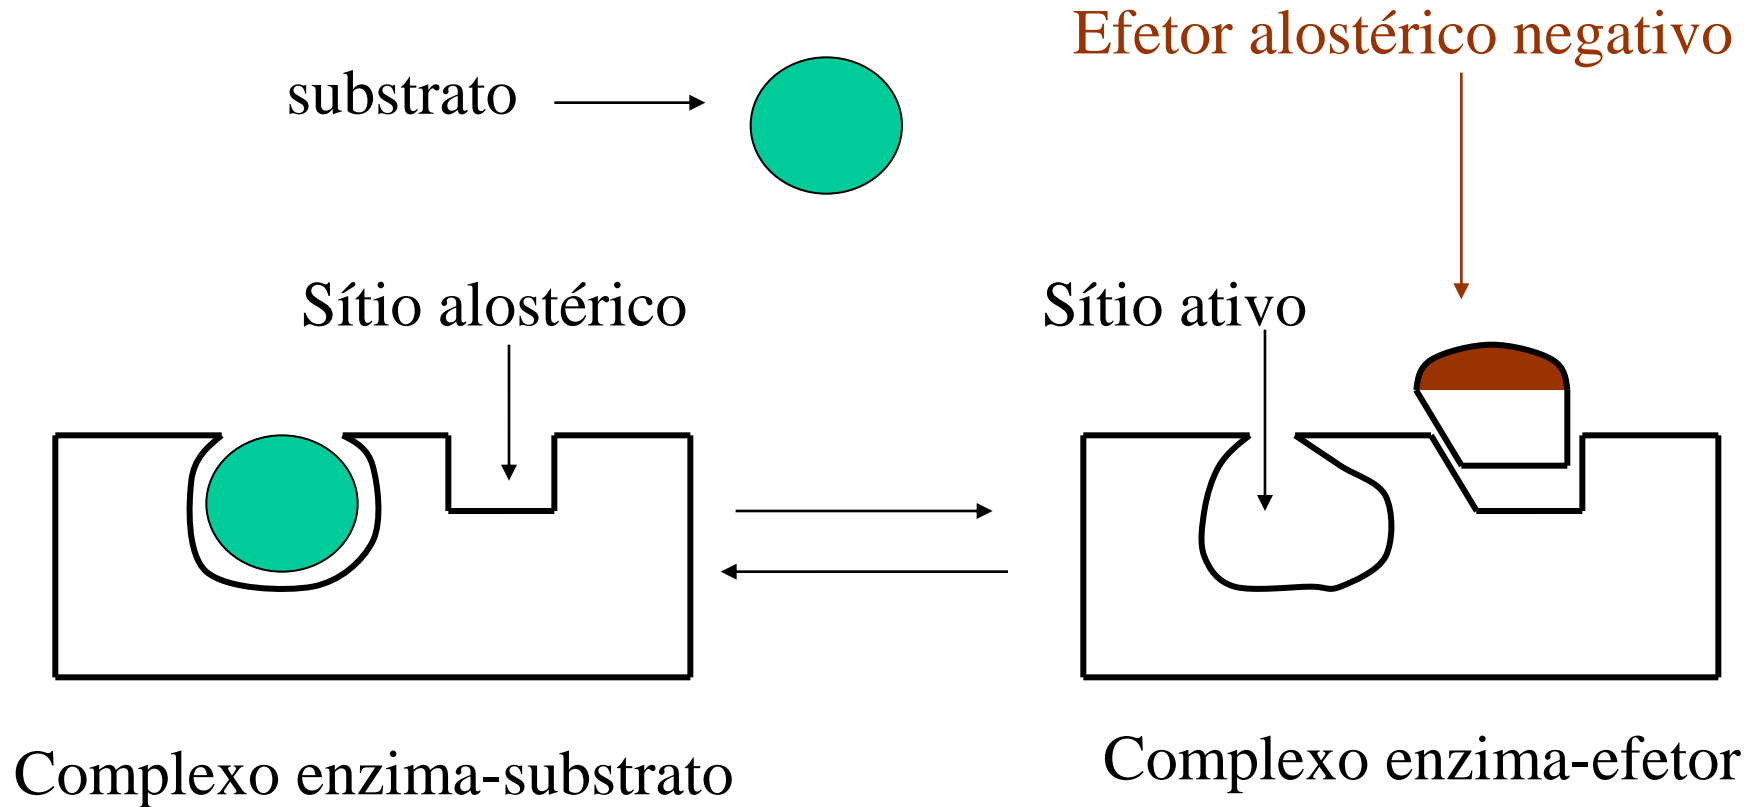 Efetor alostérico negativo
substrato
Sítio alostérico
Sítio ativo
Complexo enzima-substrato
Complexo enzima-efetor